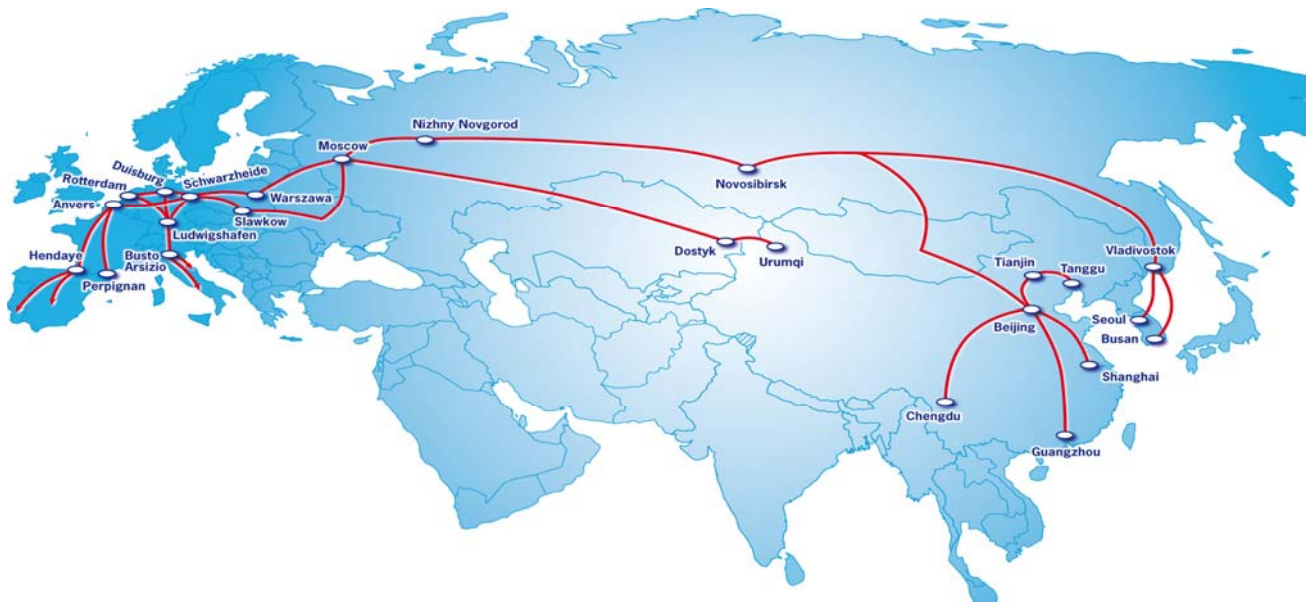 Nizhny Novgorod
Moscow
Duisburg
Schwarzheide
Rotterdam
Novosibirsk
Warszawa
Anvers
Slawkow
Ludwigshafen
Hendaye
Busto
Arsizio
Dostyk
Urumqi
Vladivostok
Tianjin
Tanggu
Perpignan
Seoul
Beijing
Busan
Shanghai
Chengdu
Guangzhou